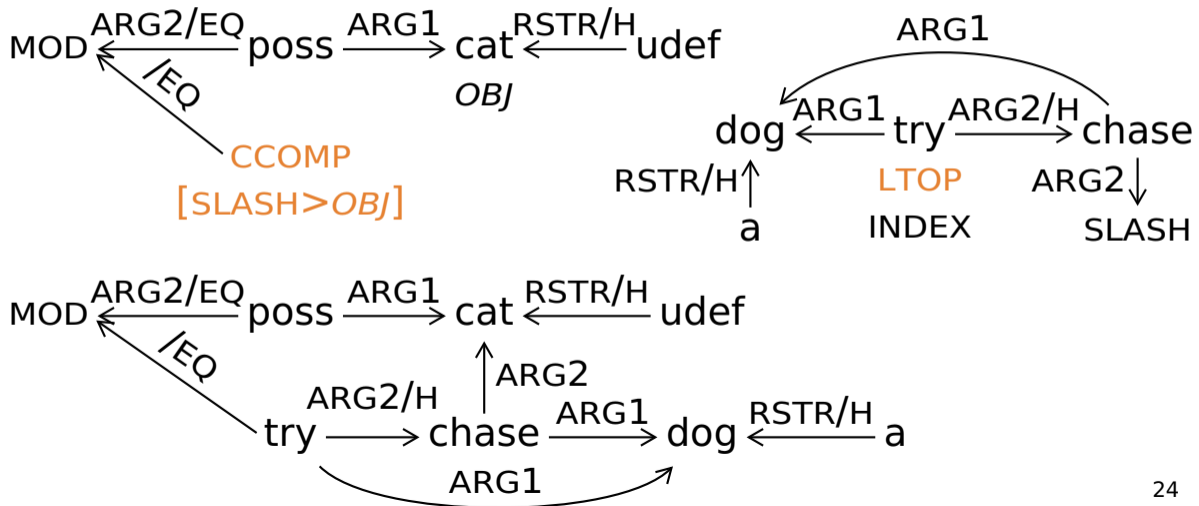 ARG1
MOD ARG2/EQ poss ARG1 cat RSTR/H udef
/EQ
OBJ
dog ARG1 try ARG2/H chase
CCOMP
[SLASH>OBJ]
RSTR/H LTOP ARG2
a INDEX SLASH
MOD ARG2/EQ poss ARG1 cat RSTR/H udef
/EQ
ARG2
try ARG2/H chase ARG1 dog RSTR/H a
ARG1
24